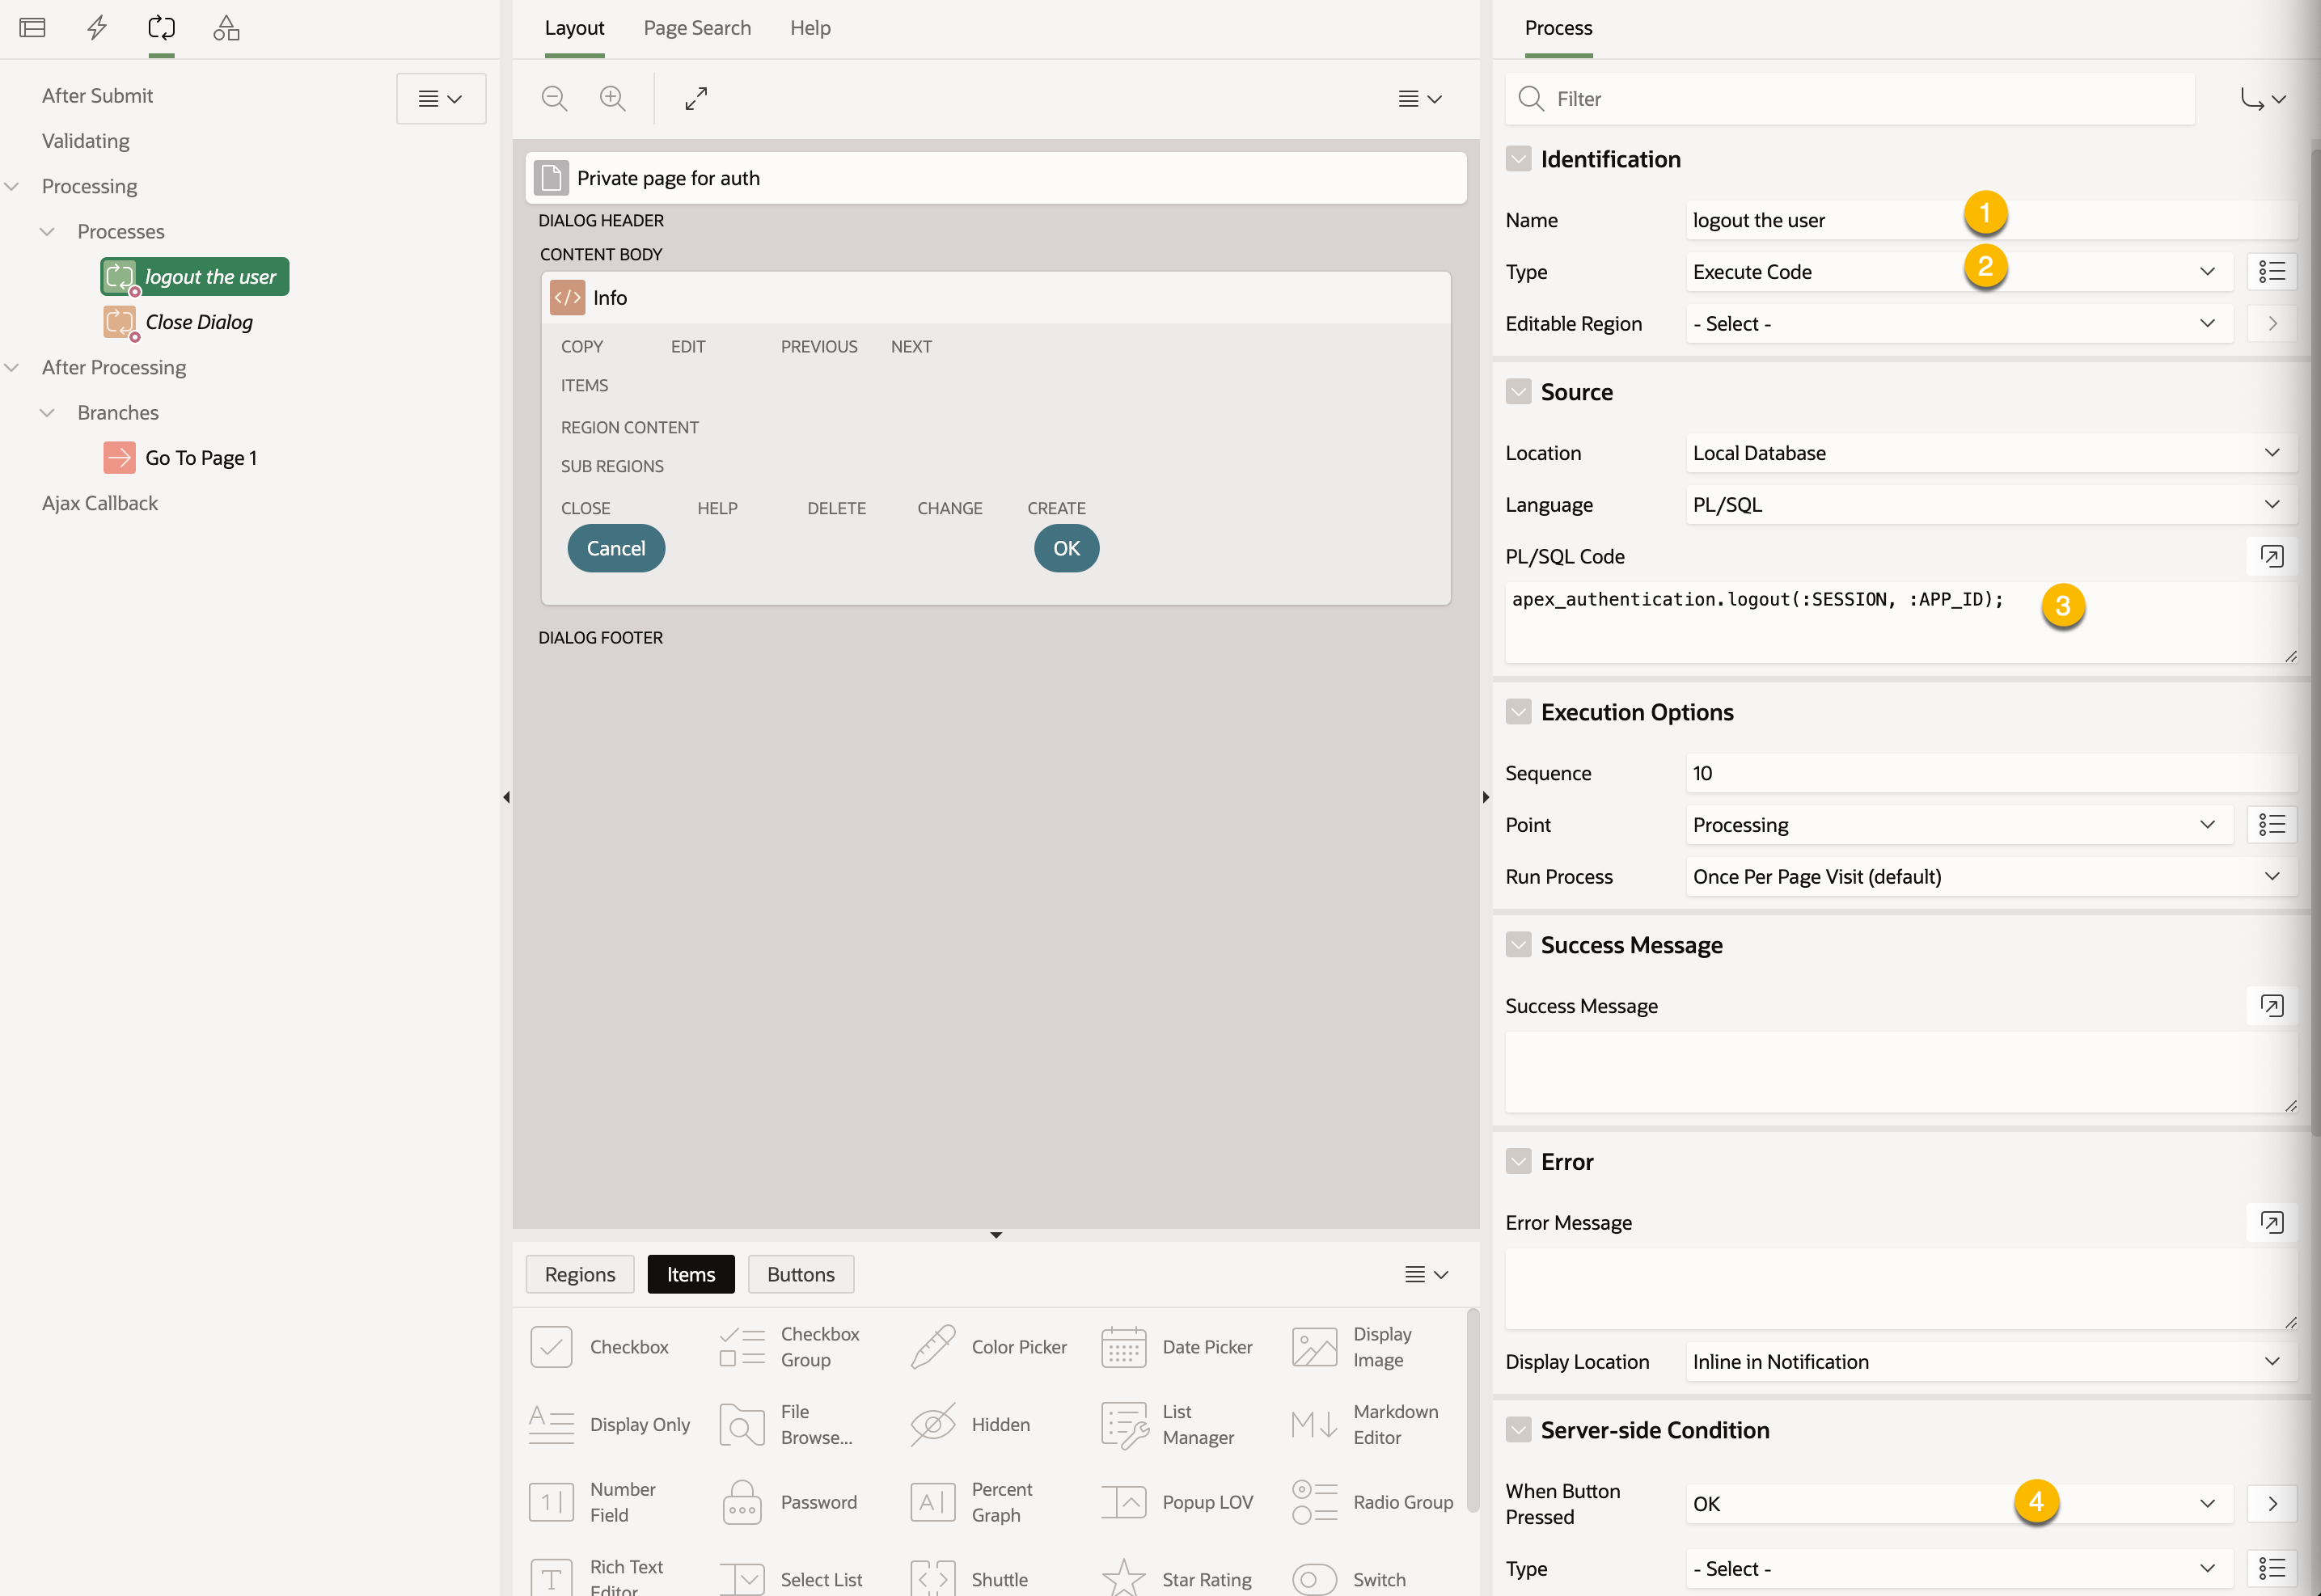 After Submit
Validating
Processing
Processes
logout the user
Close Dialog
After Processing
Branches
Go To Page 1
Ajax Callback
Layout
Page Search
Help
Private page for auth
DIALOG HEADER
CONTENT BODY
</> Info
COPY EDIT PREVIOUS NEXT
ITEMS
REGION CONTENT
SUB REGIONS
CLOSE HELP DELETE CHANGE CREATE
Cancel OK
DIALOG FOOTER
Regions Items Buttons
Checkbox
Checkbox
Group
Color Picker
Date Picker
Display
Image
Display Only
File
Browse...
Hidden
List
Manager
Markdown
Editor
Number
Field
Password
Percent
Graph
Popup LOV
Radio Group
Rich Text
Editor
Select List
Shuttle
Star Rating
Switch
Process
Filter
Identification
Name logout the user 1
Type Execute Code 2
Editable Region - Select -
Source
Location Local Database
Language PL/SQL
PL/SQL Code
apex_authentication.logout(:SESSION, :APP_ID); 3
Execution Options
Sequence 10
Point Processing
Run Process Once Per Page Visit (default)
Success Message
Success Message
Error
Error Message
Display Location Inline in Notification
Server-side Condition
When Button
Pressed
OK 4
Type - Select -